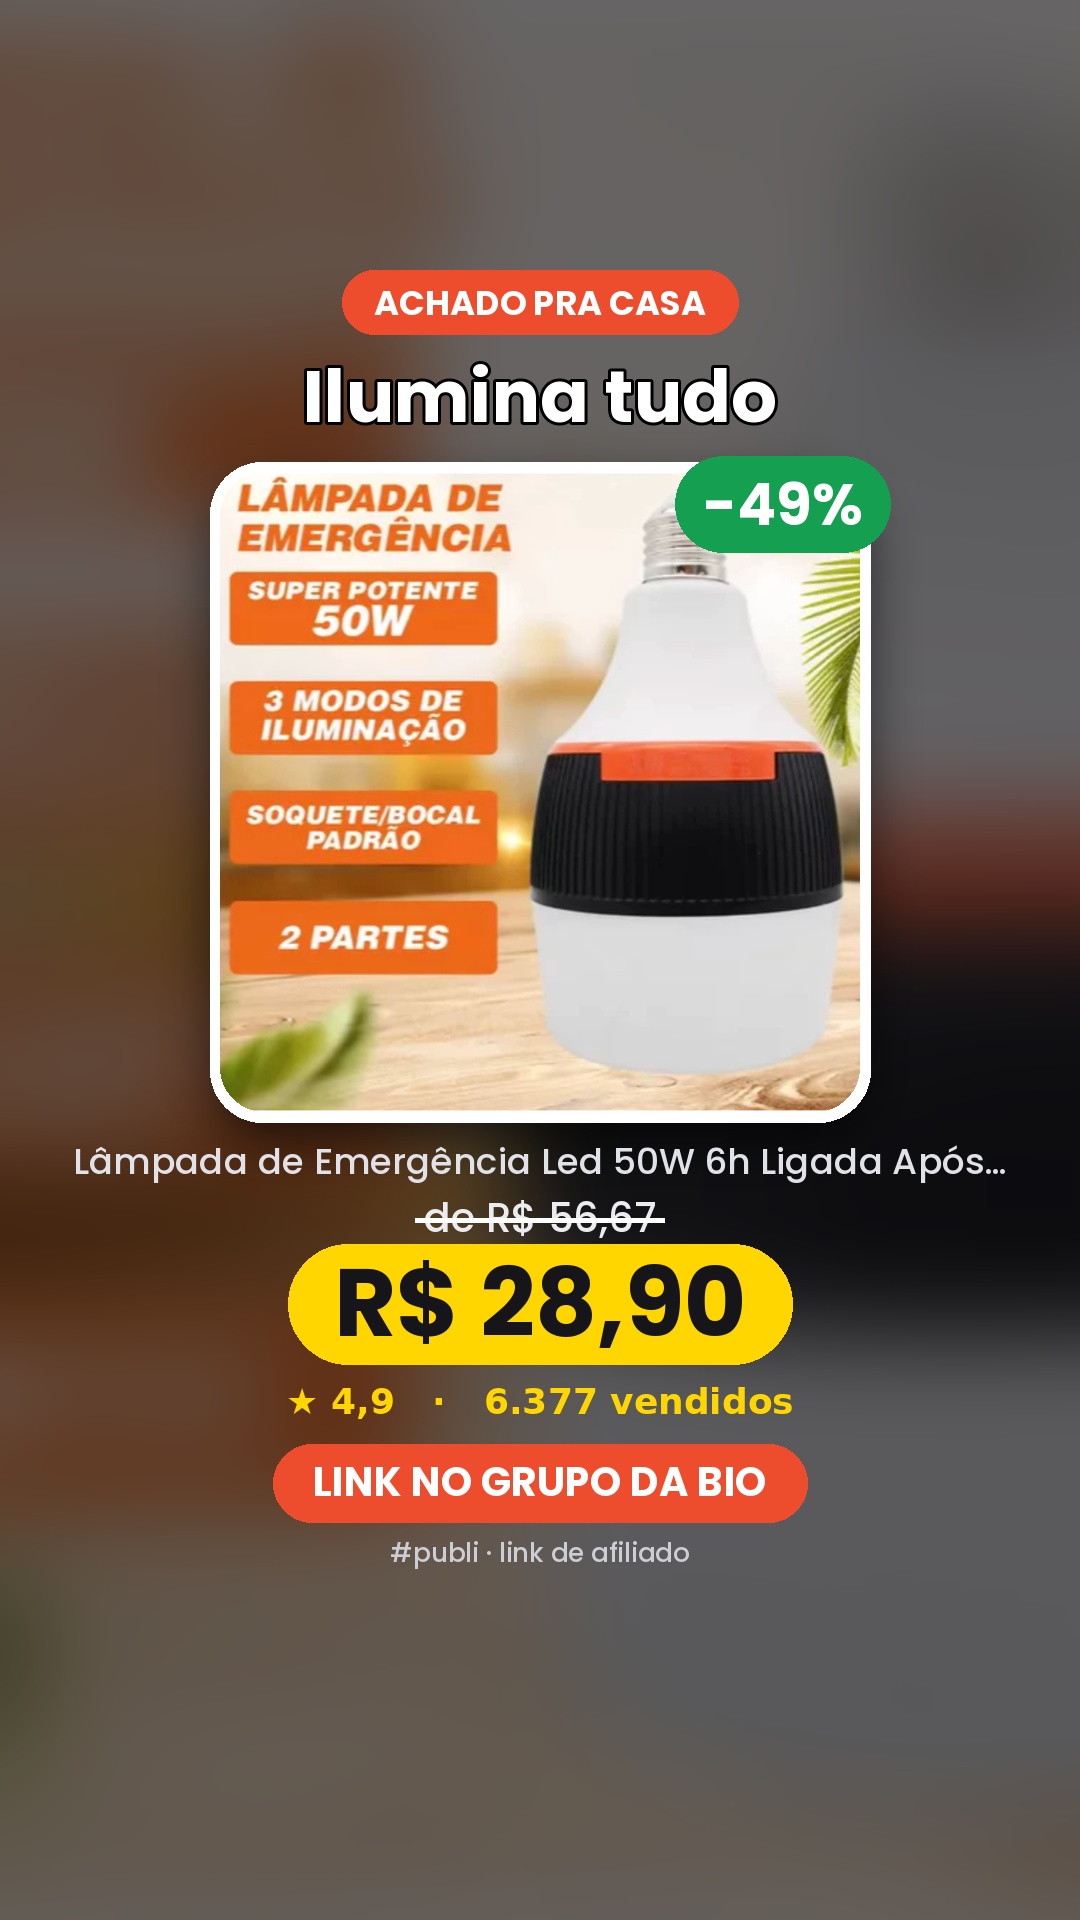 ACHADO PRA CASA
Ilumina tudo
-49%
LÂMPADA DE
EMERGÊNCIA
SUPER POTENTE
50W
3 MODOS DE
ILUMINAÇÃO
SOQUETE/BOCAL
PADRÃO
2 PARTES
Lâmpada de Emergência Led 50W 6h Ligada Após...
de R$ 56,67
R$ 28,90
★ 4,9 · 6.377 vendidos
LINK NO GRUPO DA BIO
#publi · link de afiliado